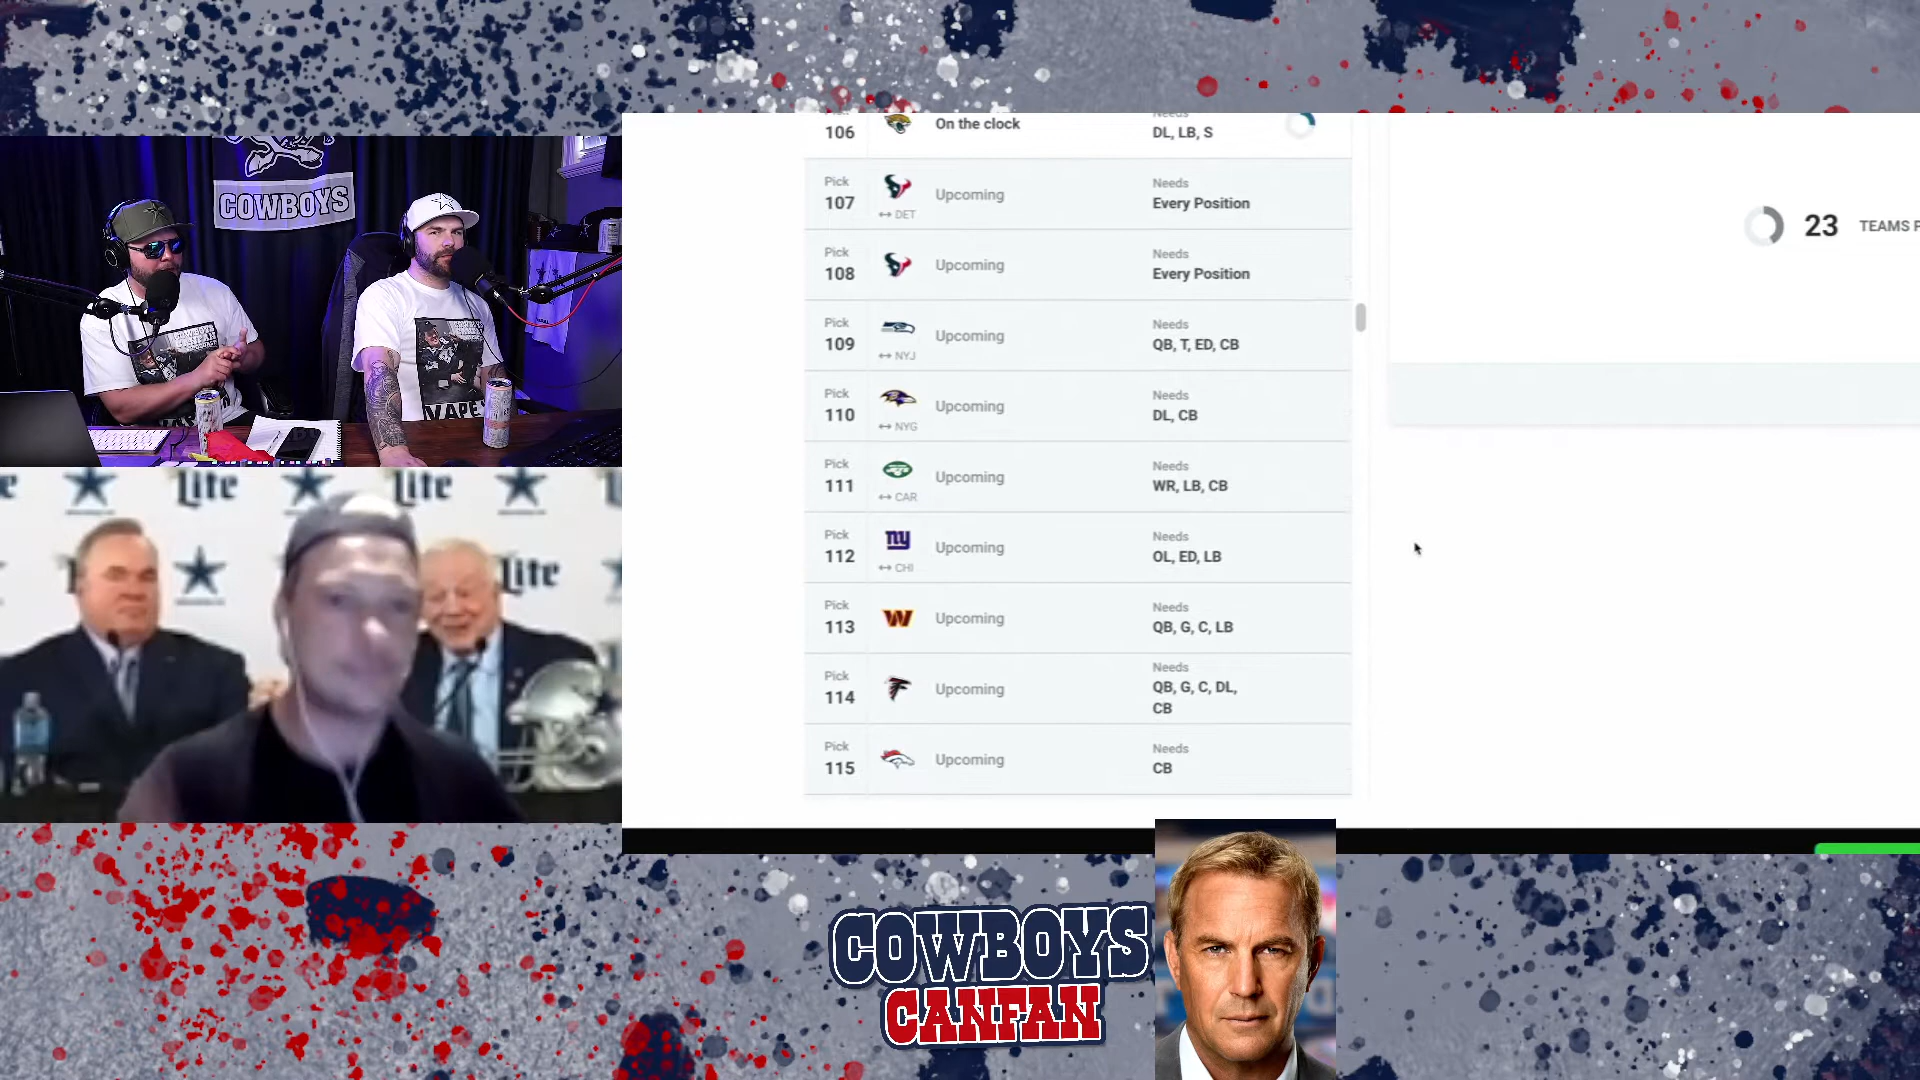 COWBOYS
VAPE
Lite
Lite
Lite
106
On the clock
Needs
DL, LB, S
Pick
107
↔ DET
Upcoming
Needs
Every Position
Pick
108
Upcoming
Needs
Every Position
Pick
109
↔ NYJ
Upcoming
Needs
QB, T, ED, CB
Pick
110
↔ NYG
Upcoming
Needs
DL, CB
Pick
111
↔ CAR
Upcoming
Needs
WR, LB, CB
Pick
112
ny
↔ CHI
Upcoming
Needs
OL, ED, LB
Pick
113
W
Upcoming
Needs
QB, G, C, LB
Pick
114
Upcoming
Needs
QB, G, C, DL,
CB
Pick
115
Upcoming
Needs
CB
23 TEAMS
COWBOYS
CANFAN